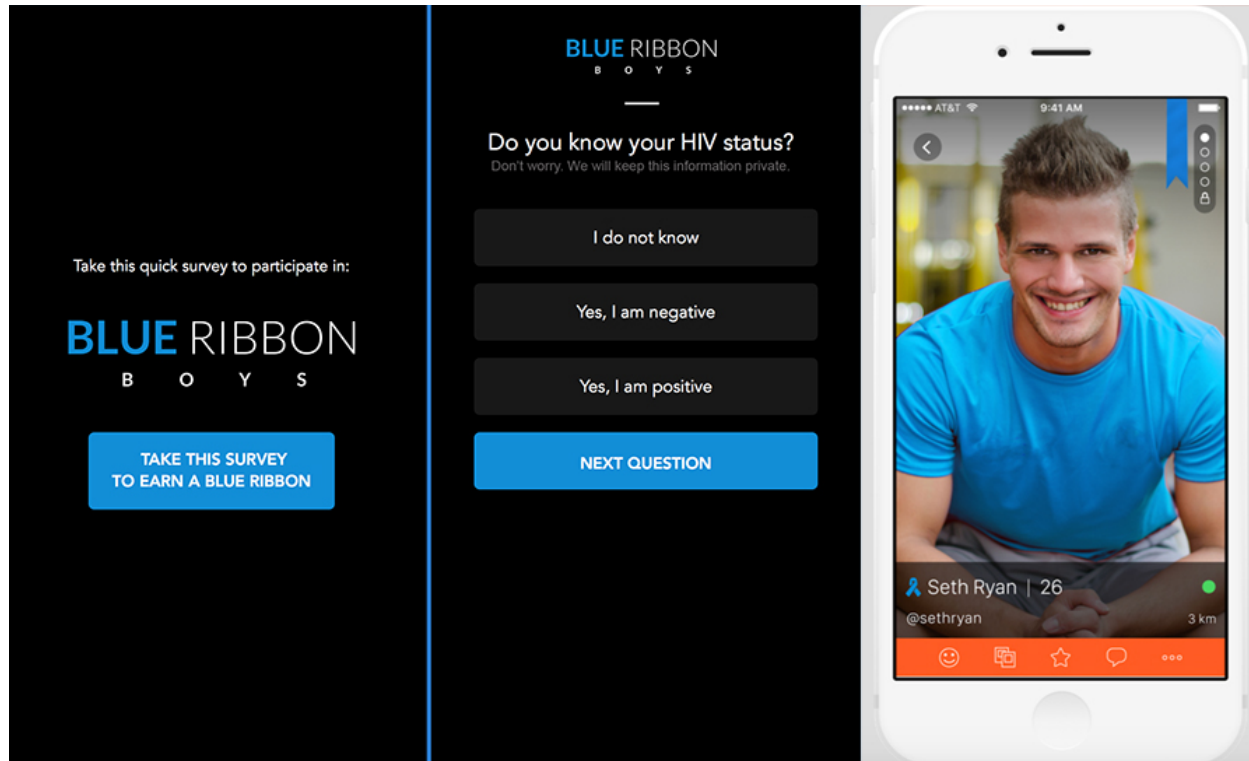 Take this quick survey to participate in:
BLUE RIBBON
B O Y S
TAKE THIS SURVEY
TO EARN A BLUE RIBBON
BLUE RIBBON
B O Y S
Do you know your HIV status?
Don't worry. We will keep this information private.
I do not know
Yes, I am negative
Yes, I am positive
NEXT QUESTION
AT&T 9:41 AM
Seth Ryan | 26
@sethryan 3 km